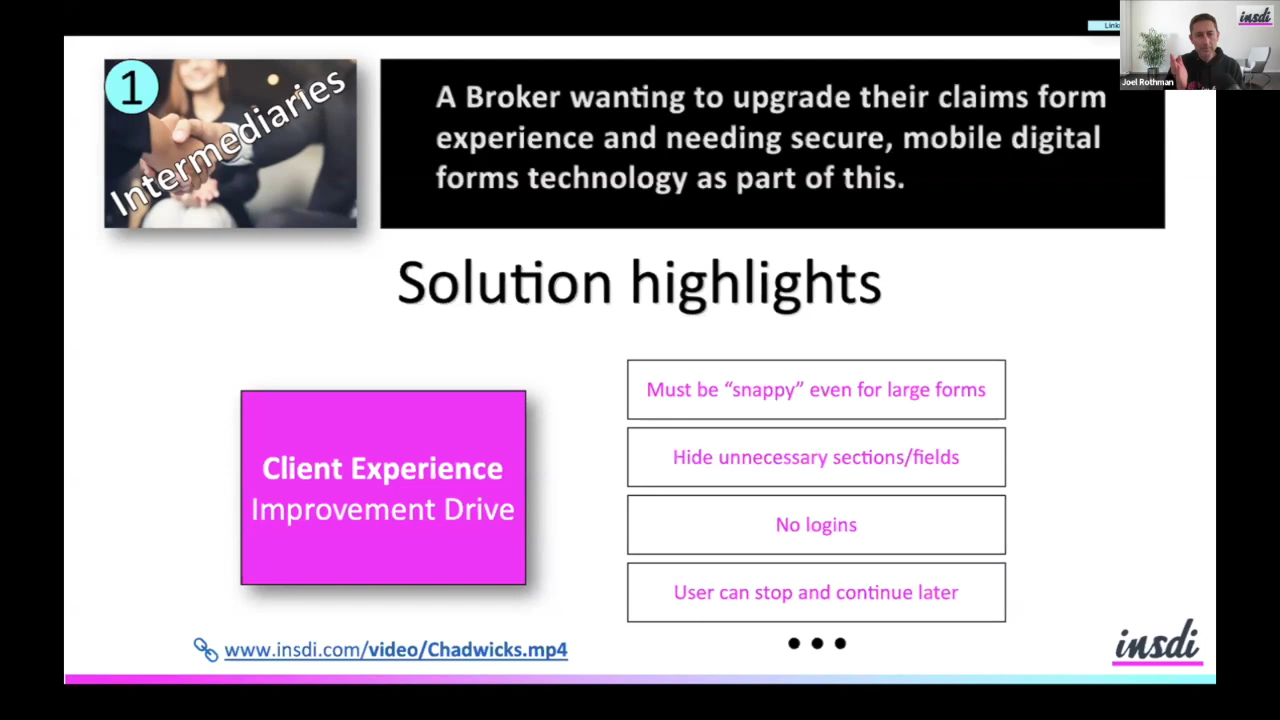 Link
insdi
Joel Rothman
1
Intermediaries
A Broker wanting to upgrade their claims form
experience and needing secure, mobile digital
forms technology as part of this.
Solution highlights
Client Experience
Improvement Drive
Must be “snappy” even for large forms
Hide unnecessary sections/fields
No logins
User can stop and continue later
www.insdi.com/video/Chadwicks.mp4
insdi